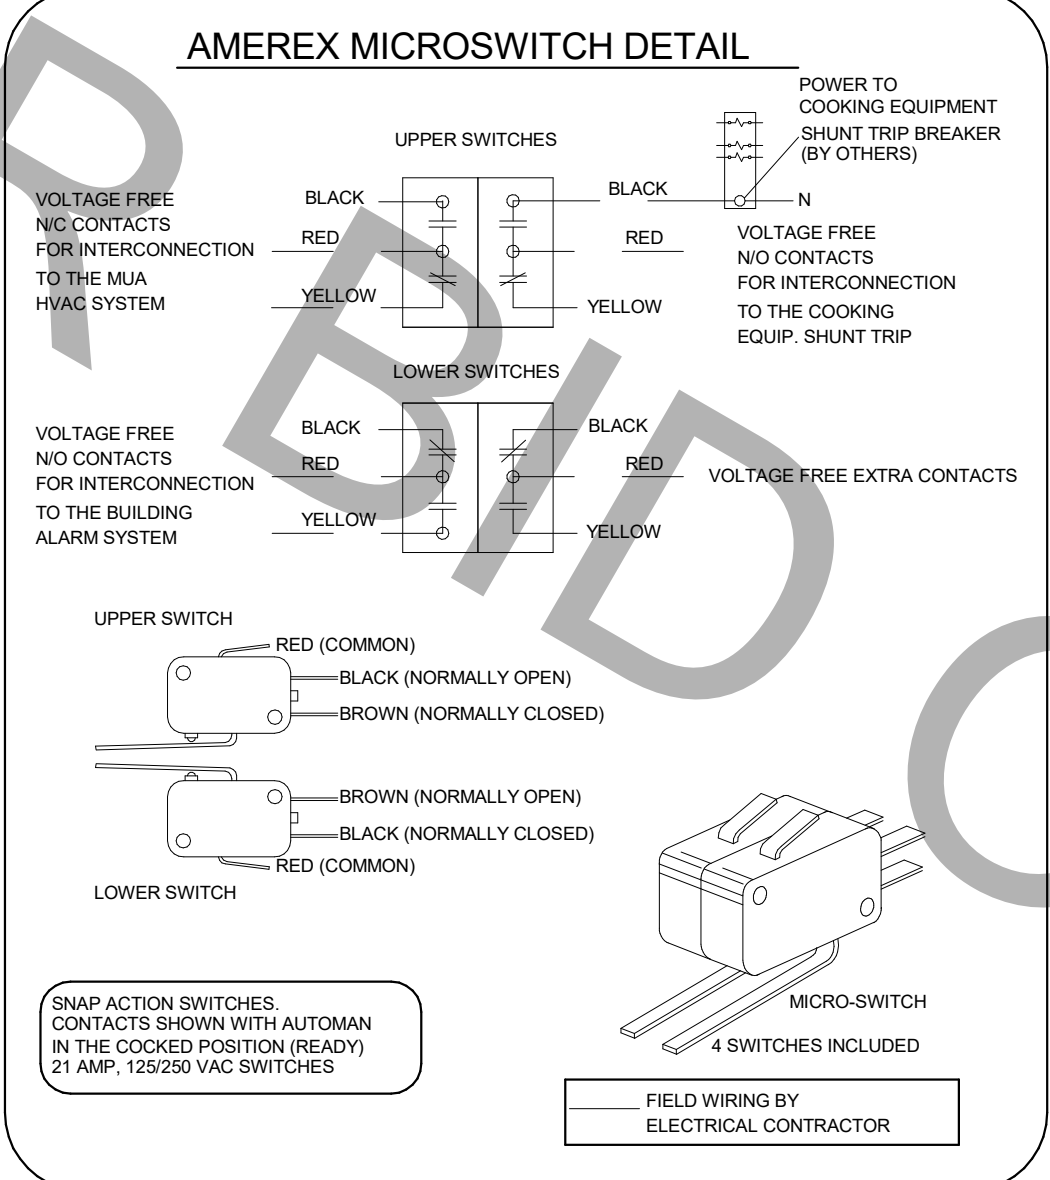 AMEREX MICROSWITCH DETAIL
POWER TO
COOKING EQUIPMENT
SHUNT TRIP BREAKER
(BY OTHERS)
UPPER SWITCHES
VOLTAGE FREE
N/C CONTACTS
FOR INTERCONNECTION
TO THE MUA
HVAC SYSTEM
BLACK
RED
YELLOW
BLACK
RED
YELLOW
N
VOLTAGE FREE
N/O CONTACTS
FOR INTERCONNECTION
TO THE COOKING
EQUIP. SHUNT TRIP
LOWER SWITCHES
VOLTAGE FREE
N/O CONTACTS
FOR INTERCONNECTION
TO THE BUILDING
ALARM SYSTEM
BLACK
RED
YELLOW
BLACK
RED
YELLOW
VOLTAGE FREE EXTRA CONTACTS
UPPER SWITCH
RED (COMMON)
BLACK (NORMALLY OPEN)
BROWN (NORMALLY CLOSED)
BROWN (NORMALLY OPEN)
BLACK (NORMALLY CLOSED)
RED (COMMON)
LOWER SWITCH
SNAP ACTION SWITCHES.
CONTACTS SHOWN WITH AUTOMAN
IN THE COCKED POSITION (READY)
21 AMP, 125/250 VAC SWITCHES
MICRO-SWITCH
4 SWITCHES INCLUDED
FIELD WIRING BY
ELECTRICAL CONTRACTOR
R BID O